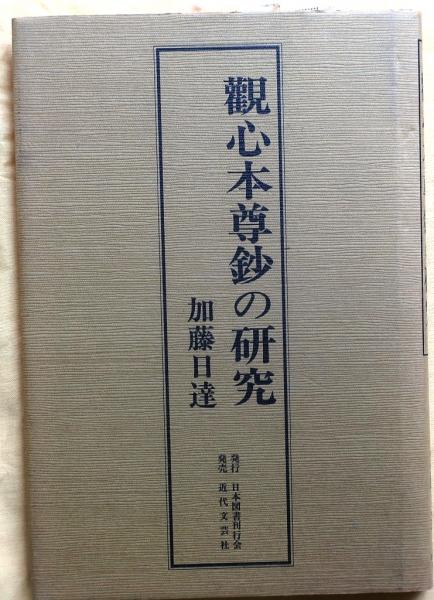 觀心本尊鈔の研究
加藤日達
発行 日本図書刊行会
発売 近代文芸社